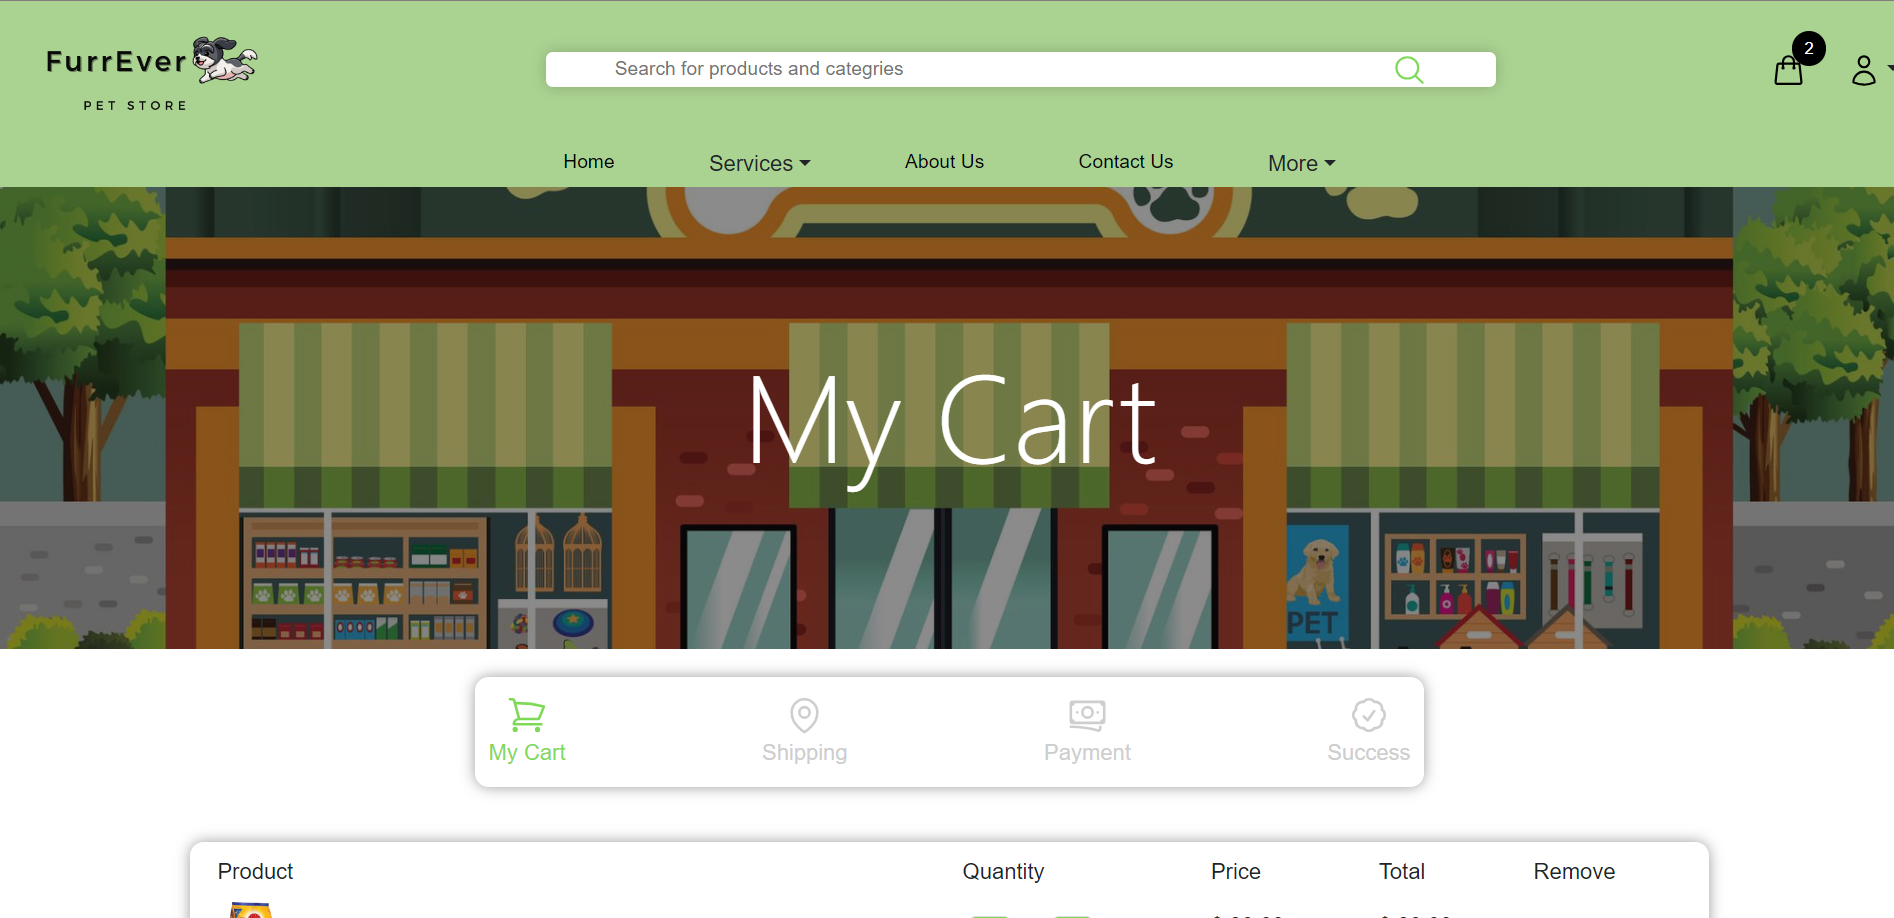 FurrEver
PET STORE
Search for products and categries
2
Home Services About Us Contact Us More
My Cart
PET
My Cart Shipping Payment Success
Product Quantity Price Total Remove